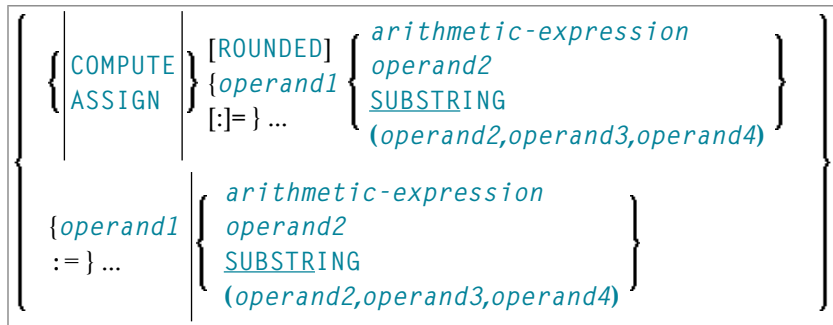 COMPUTE
ASSIGN
[ROUNDED]
{operand1
[:]= } ...
arithmetic-expression
operand2
SUBSTRING
(operand2,operand3,operand4)
{operand1
:= } ...
arithmetic-expression
operand2
SUBSTRING
(operand2,operand3,operand4)